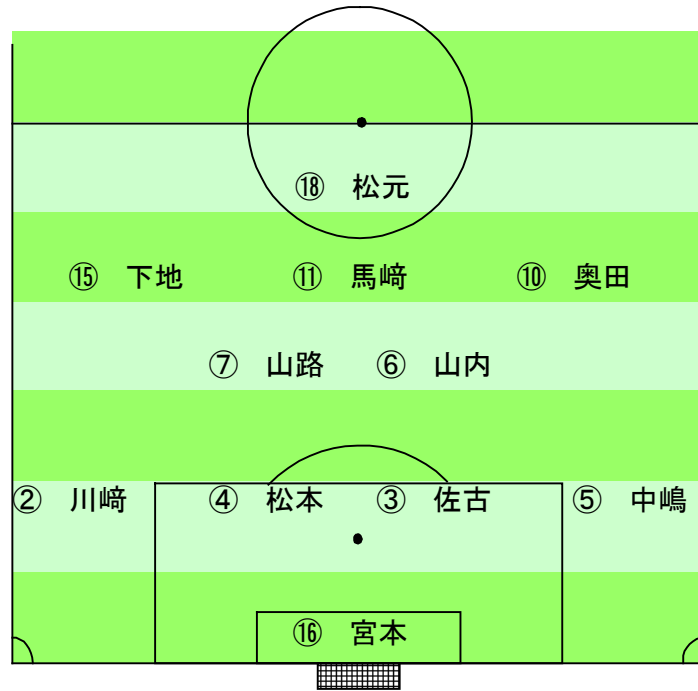 ⑱ 松元
⑮ 下地 ⑪ 馬﨑 ⑩ 奥田
⑦ 山路 ⑥ 山内
② 川﨑 ④ 松本 ③ 佐古 ⑤ 中嶋
⑯ 宮本